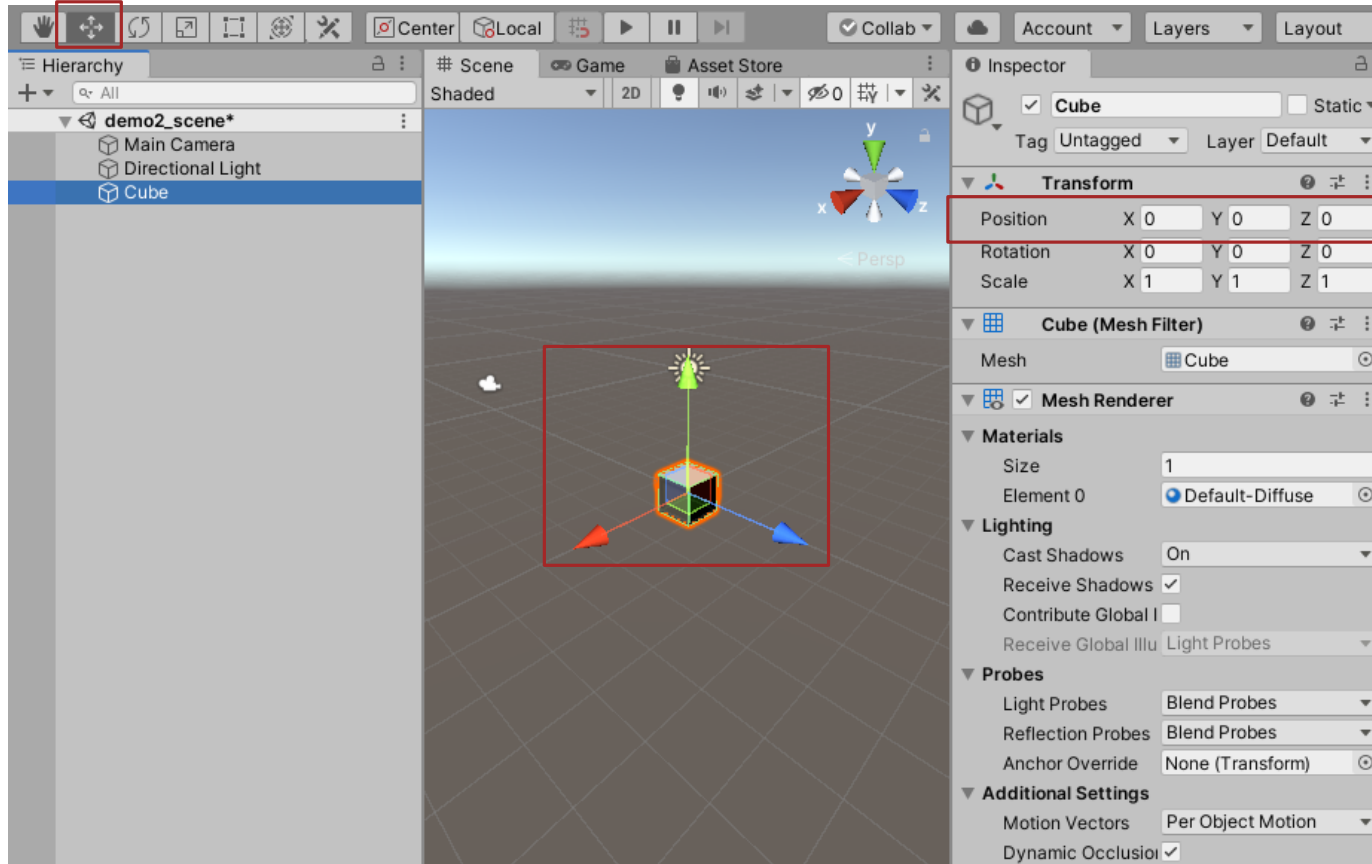 Center Local Collab Account Layers Layout
Hierarchy
All
demo2_scene*
Main Camera
Directional Light
Cube
Scene Game Asset Store
Shaded 2D 0
y
x z
Persp
Inspector
Cube Static
Tag Untagged Layer Default
Transform
Position X 0 Y 0 Z 0
Rotation X 0 Y 0 Z 0
Scale X 1 Y 1 Z 1
Cube (Mesh Filter)
Mesh Cube
Mesh Renderer
Materials
Size 1
Element 0 Default-Diffuse
Lighting
Cast Shadows On
Receive Shadows
Contribute Global I
Receive Global Illu Light Probes
Probes
Light Probes Blend Probes
Reflection Probes Blend Probes
Anchor Override None (Transform)
Additional Settings
Motion Vectors Per Object Motion
Dynamic Occlusion